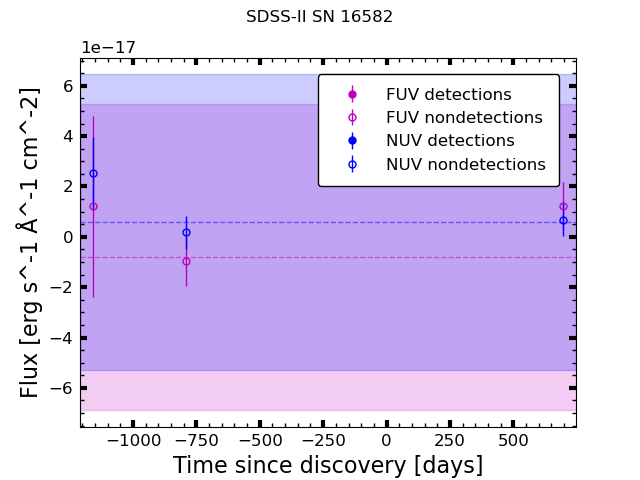 SDSS-II SN 16582
1e−17
FUV detections
FUV nondetections
NUV detections
NUV nondetections
6
4
2
0
−2
−4
−6
Flux [erg s^-1 Å^-1 cm^-2]
−1000 −750 −500 −250 0 250 500
Time since discovery [days]